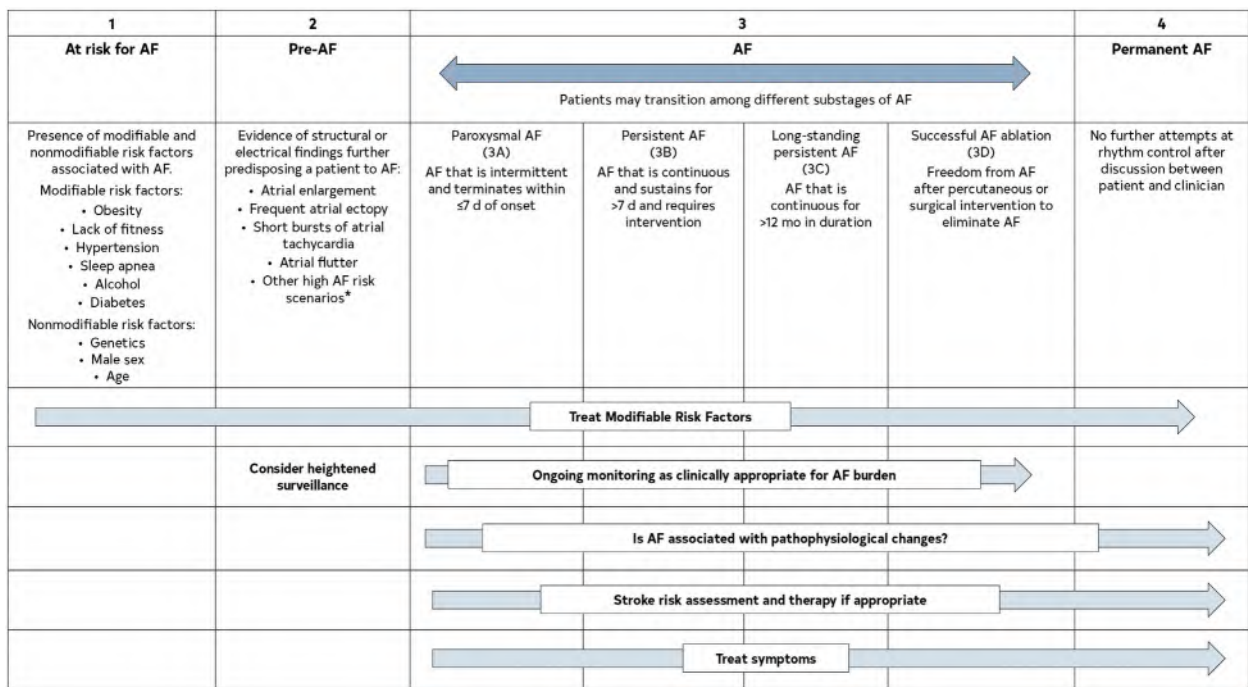 1
2
3
4
At risk for AF
Pre-AF
AF
Permanent AF
Patients may transition among different substages of AF
Presence of modifiable and
nonmodifiable risk factors
associated with AF.
Modifiable risk factors:
• Obesity
• Lack of fitness
• Hypertension
• Sleep apnea
• Alcohol
• Diabetes
Nonmodifiable risk factors:
• Genetics
• Male sex
• Age
Evidence of structural or
electrical findings further
predisposing a patient to AF:
• Atrial enlargement
• Frequent atrial ectopy
• Short bursts of atrial
tachycardia
• Atrial flutter
• Other high AF risk
scenarios*
Paroxysmal AF
(3A)
AF that is intermittent
and terminates within
≤7 d of onset
Persistent AF
(3B)
AF that is continuous
and sustains for
>7 d and requires
intervention
Long-standing
persistent AF
(3C)
AF that is
continuous for
>12 mo in duration
Successful AF ablation
(3D)
Freedom from AF
after percutaneous or
surgical intervention to
eliminate AF
No further attempts at
rhythm control after
discussion between
patient and clinician
Treat Modifiable Risk Factors
Consider heightened
surveillance
Ongoing monitoring as clinically appropriate for AF burden
Is AF associated with pathophysiological changes?
Stroke risk assessment and therapy if appropriate
Treat symptoms